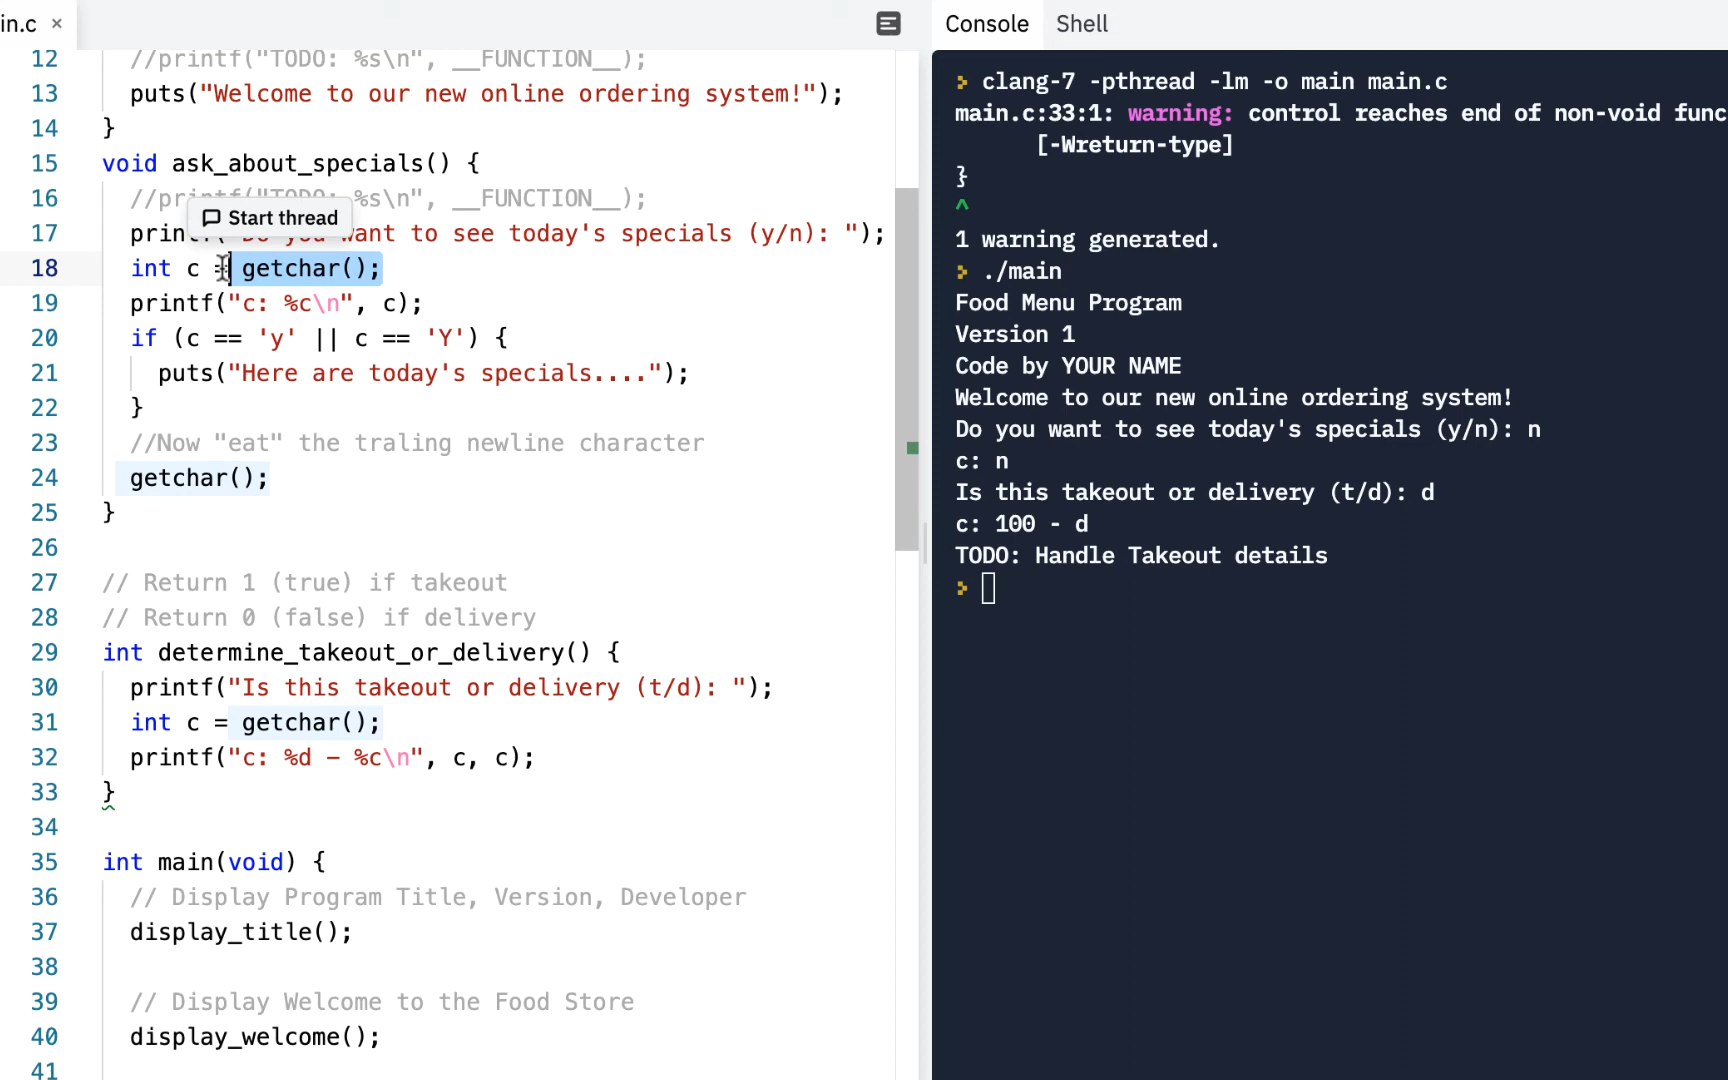 in.c ×
12 //printf("TODO: %s\n", __FUNCTION__);
13 puts("Welcome to our new online ordering system!");
14 }
15 void ask_about_specials() {
16 //printf("TODO: %s\n", __FUNCTION__);
Start thread
17 printf("Do you want to see today's specials (y/n): ");
18 int c = getchar();
19 printf("c: %c\n", c);
20 if (c == 'y' || c == 'Y') {
21 puts("Here are today's specials....");
22 }
23 //Now "eat" the traling newline character
24 getchar();
25 }
26
27 // Return 1 (true) if takeout
28 // Return 0 (false) if delivery
29 int determine_takeout_or_delivery() {
30 printf("Is this takeout or delivery (t/d): ");
31 int c = getchar();
32 printf("c: %d - %c\n", c, c);
33 }
34
35 int main(void) {
36 // Display Program Title, Version, Developer
37 display_title();
38
39 // Display Welcome to the Food Store
40 display_welcome();
41
Console Shell
> clang-7 -pthread -lm -o main main.c
main.c:33:1: warning: control reaches end of non-void func
[-Wreturn-type]
}
^
1 warning generated.
> ./main
Food Menu Program
Version 1
Code by YOUR NAME
Welcome to our new online ordering system!
Do you want to see today's specials (y/n): n
c: n
Is this takeout or delivery (t/d): d
c: 100 - d
TODO: Handle Takeout details
>